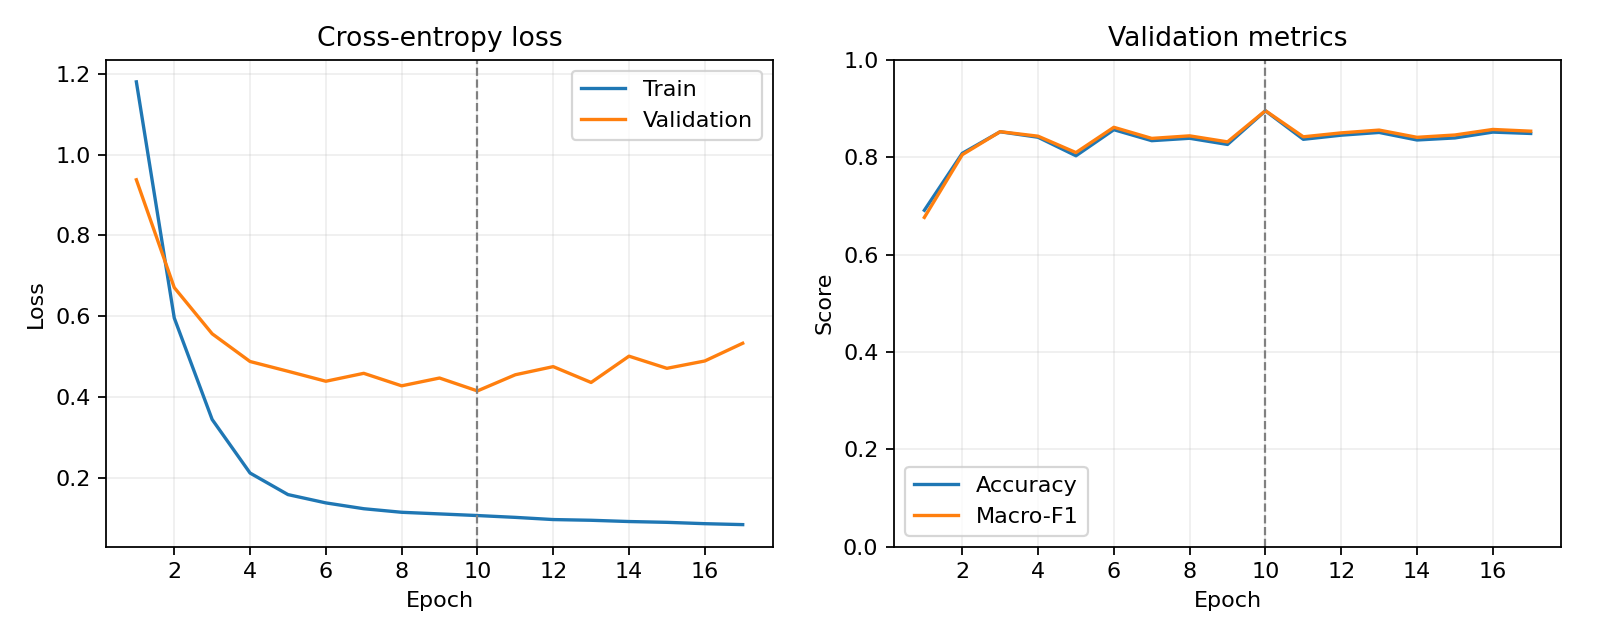 Cross-entropy loss
1.2
1.0
0.8
0.6
0.4
0.2
Loss
Train
Validation
2 4 6 8 10 12 14 16
Epoch
Validation metrics
1.0
0.8
0.6
0.4
0.2
0.0
Score
Accuracy
Macro-F1
2 4 6 8 10 12 14 16
Epoch